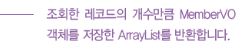 조회한 레코드의 개수만큼 MemberVO
객체를 저장한 ArrayList를 반환합니다.